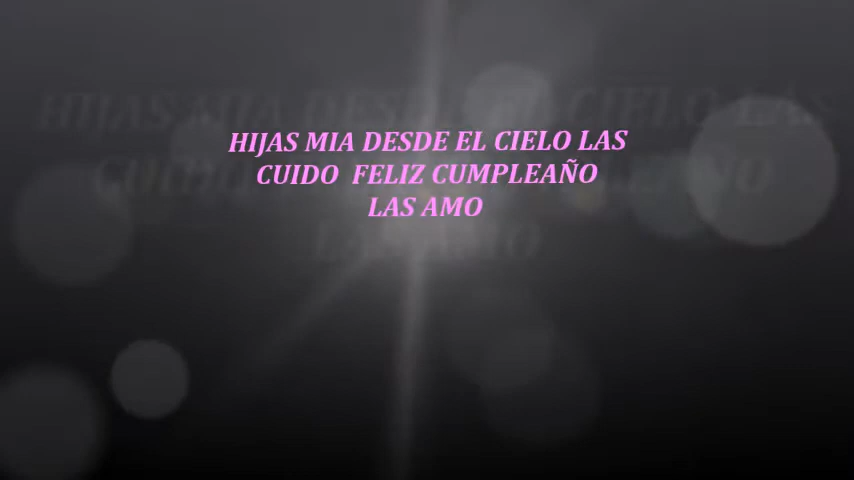 HIJAS MIA DESDE EL CIELO LAS
CUIDO FELIZ CUMPLEAÑO
LAS AMO